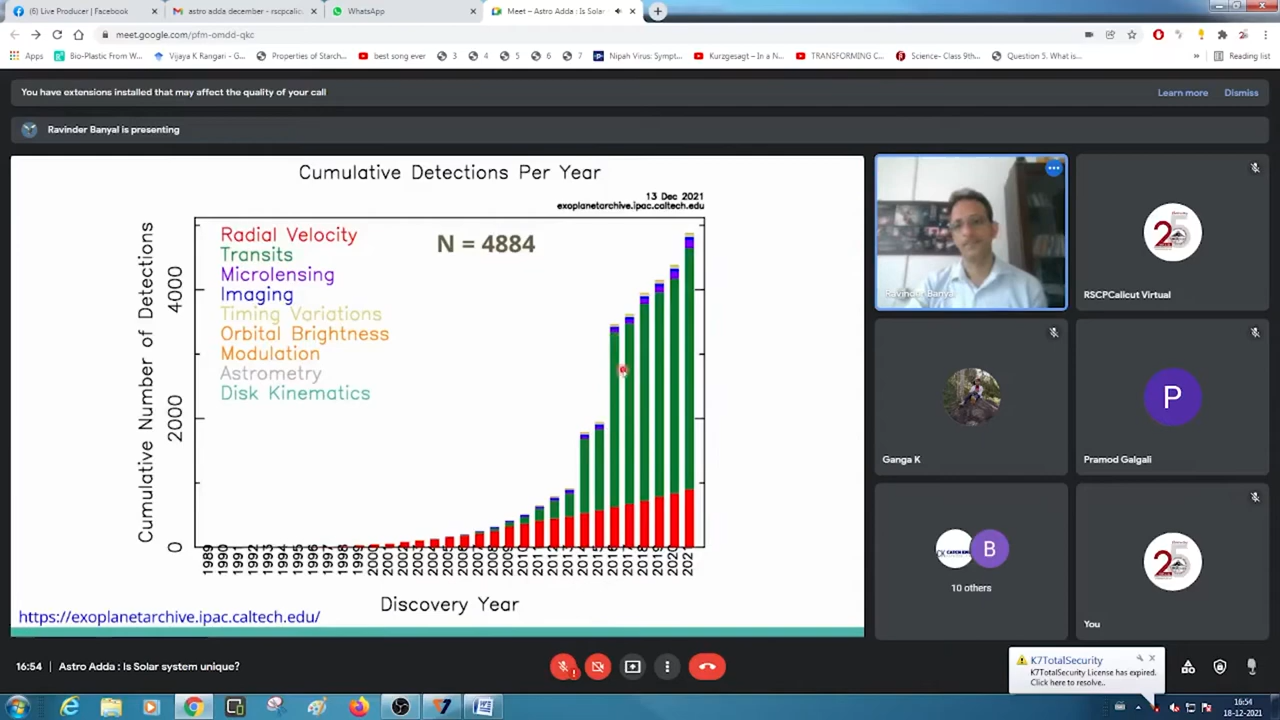 (6) Live Producer | Facebook
astro adda december - rscpcalic
WhatsApp
Meet – Astro Adda : Is Solar
meet.google.com/pfm-omdd-qkc
Apps
Bio-Plastic From W...
Vijaya K Rangari - G...
Properties of Starch...
best song ever
3
4
5
6
7
Nipah Virus: Sympt...
Kurzgesagt – In a N...
TRANSFORMING C...
Science- Class 9th...
Question 5. What is...
»
Reading list
You have extensions installed that may affect the quality of your call
Learn more
Dismiss
Ravinder Banyal is presenting
Cumulative Detections Per Year
13 Dec 2021
exoplanetarchive.ipac.caltech.edu
N = 4884
Radial Velocity
Transits
Microlensing
Imaging
Timing Variations
Orbital Brightness
Modulation
Astrometry
Disk Kinematics
Cumulative Number of Detections
4000
2000
0
1989
1990
1991
1992
1993
1994
1995
1996
1997
1998
1999
2000
2001
2002
2003
2004
2005
2006
2007
2008
2009
2010
2011
2012
2013
2014
2015
2016
2017
2018
2019
2020
2021
Discovery Year
https://exoplanetarchive.ipac.caltech.edu/
Ravinder Banyal
25
RSCPCalicut Virtual
Ganga K
P
Pramod Galgali
B
10 others
25
You
16:54
Astro Adda : Is Solar system unique?
K7TotalSecurity
K7TotalSecurity License has expired.
Click here to resolve..
16:54
18-12-2021